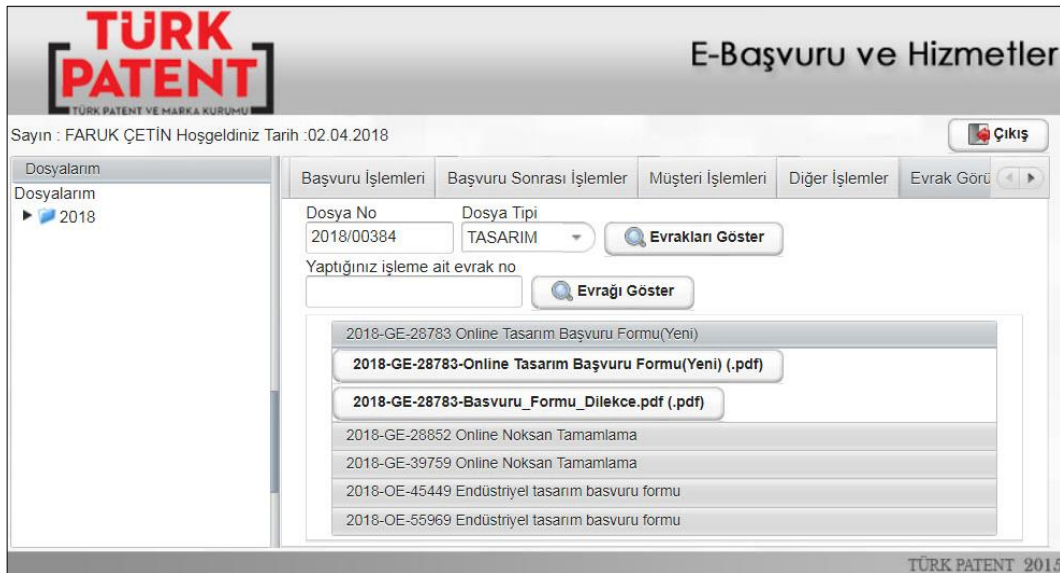 TÜRK
PATENT
TÜRK PATENT VE MARKA KURUMU
E-Başvuru ve Hizmetler
Sayın : FARUK ÇETİN Hoşgeldiniz Tarih :02.04.2018
Çıkış
Dosyalarım
Dosyalarım
2018
Başvuru İşlemleri Başvuru Sonrası İşlemler Müşteri İşlemleri Diğer İşlemler Evrak Görü
Dosya No Dosya Tipi
2018/00384 TASARIM Evrakları Göster
Yaptığınız işleme ait evrak no
Evrağı Göster
2018-GE-28783 Online Tasarım Başvuru Formu(Yeni)
2018-GE-28783-Online Tasarım Başvuru Formu(Yeni) (.pdf)
2018-GE-28783-Basvuru_Formu_Dilekce.pdf (.pdf)
2018-GE-28852 Online Noksan Tamamlama
2018-GE-39759 Online Noksan Tamamlama
2018-OE-45449 Endüstriyel tasarım basvuru formu
2018-OE-55969 Endüstriyel tasarım basvuru formu
TÜRK PATENT 2015